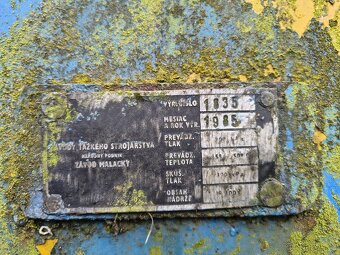 VÝR. ČÍSLO 1835
MESIAC
A ROK VÝR. 1985
ZÁVODY ŤAŽKÉHO STROJÁRSTVA
NÁRODNÝ PODNIK
ZÁVOD MALACKY
PREVÁDZ.
TLAK
PREVÁDZ.
TEPLOTA
SKÚŠ.
TLAK
OBSAH
NÁDRŽE